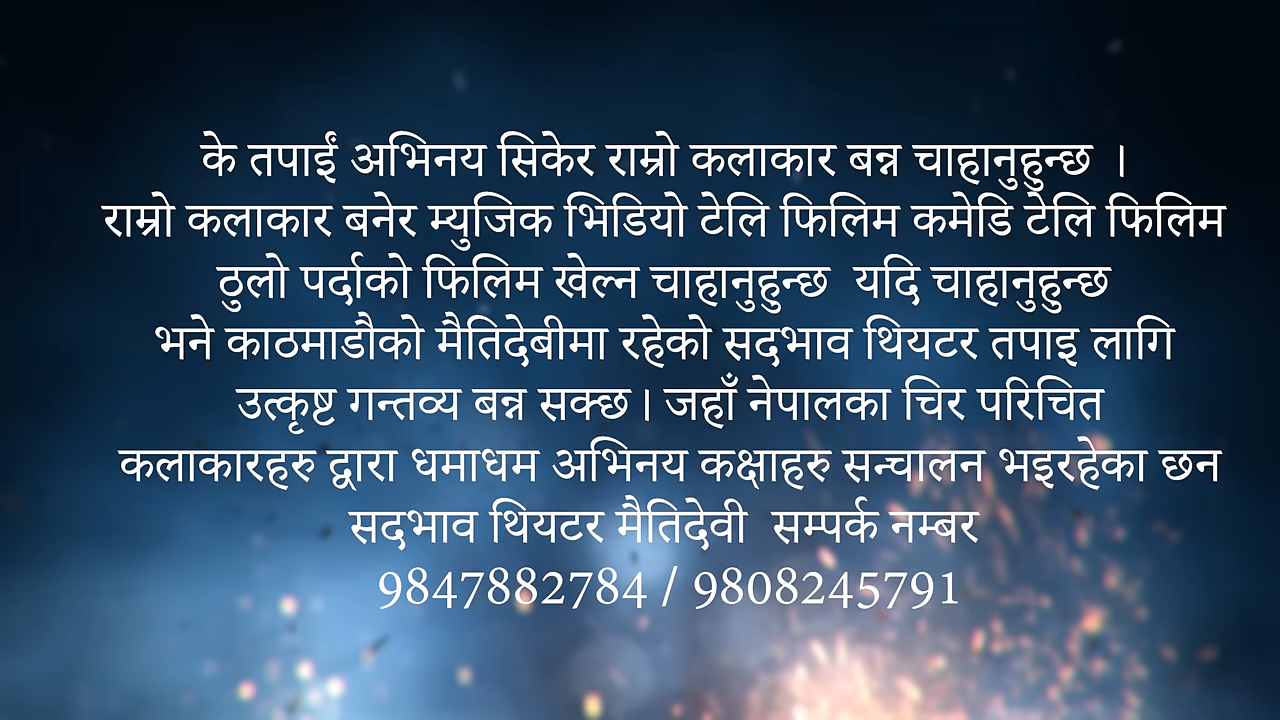 के तपाईं अभिनय सिकेर राम्रो कलाकार बन्न चाहानुहुन्छ ।
राम्रो कलाकार बनेर म्युजिक भिडियो टेलि फिलिम कमेडि टेलि फिलिम
ठुलो पर्दाको फिलिम खेल्न चाहानुहुन्छ यदि चाहानुहुन्छ
भने काठमाडौको मैतिदेबीमा रहेको सदभाव थियटर तपाइ लागि
उत्कृष्ट गन्तव्य बन्न सक्छ । जहाँ नेपालका चिर परिचित
कलाकारहरु द्वारा धमाधम अभिनय कक्षाहरु सन्चालन भइरहेका छन
सदभाव थियटर मैतिदेवी सम्पर्क नम्बर
9847882784 / 9808245791